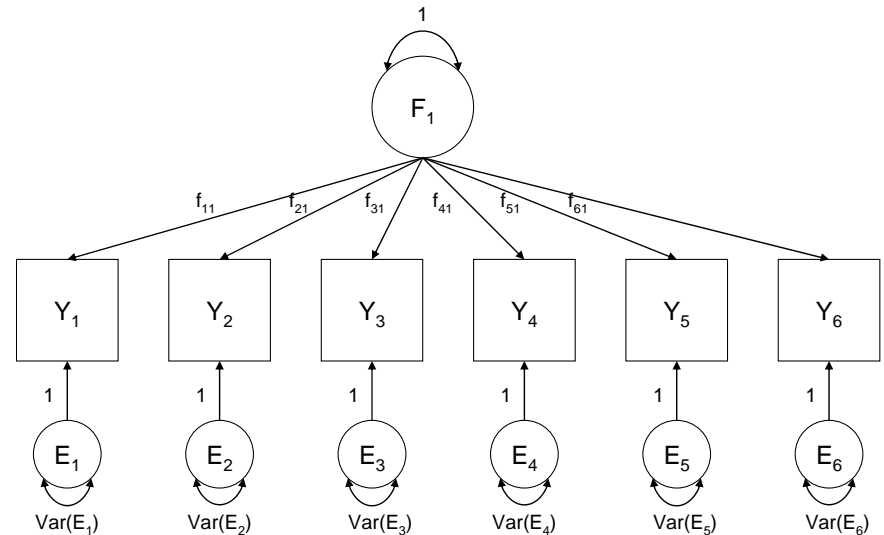 1
F₁
f₁₁ f₂₁ f₃₁ f₄₁ f₅₁ f₆₁
Y₁ Y₂ Y₃ Y₄ Y₅ Y₆
1 1 1 1 1 1
E₁ E₂ E₃ E₄ E₅ E₆
Var(E₁) Var(E₂) Var(E₃) Var(E₄) Var(E₅) Var(E₆)